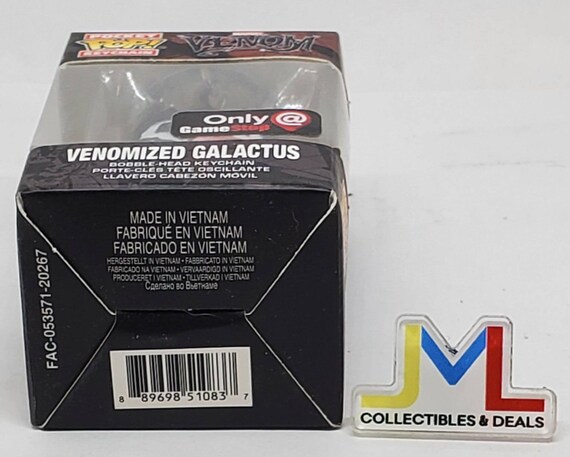 POCKET
POP!
KEYCHAIN
MARVEL
VENOM
Only @
GameStop
VENOMIZED GALACTUS
BOBBLE-HEAD KEYCHAIN
PORTE-CLÉS TÊTE OSCILLANTE
LLAVERO CABEZÓN MÓVIL
MADE IN VIETNAM
FABRIQUÉ EN VIETNAM
FABRICADO EN VIETNAM
HERGESTELLT IN VIETNAM • FABBRICATO IN VIETNAM
FABRICADO NA VIETNAM • VERVAARDIGD IN VIETNAM
PRODUCERET I VIETNAM • TILLVERKAD I VIETNAM
Сделано во Вьетнаме
FAC-053571-20267
8 89698 51083 7
JML
COLLECTIBLES & DEALS